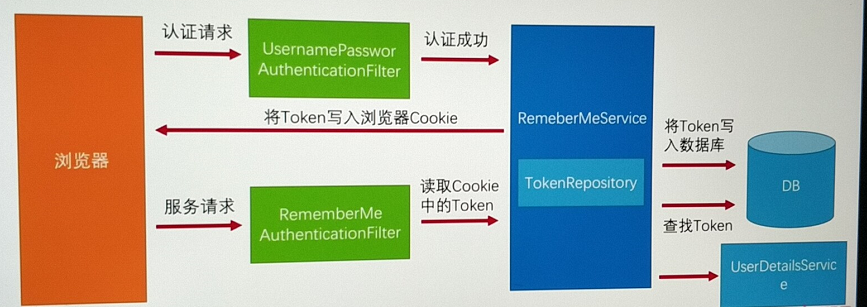 认证请求
UsernamePasswor
AuthenticationFilter
认证成功
将Token写入浏览器Cookie
浏览器
RemeberMeService
TokenRepository
将Token写
入数据库
DB
服务请求
RememberMe
AuthenticationFilter
读取Cookie
中的Token
查找Token
UserDetailsServic
e